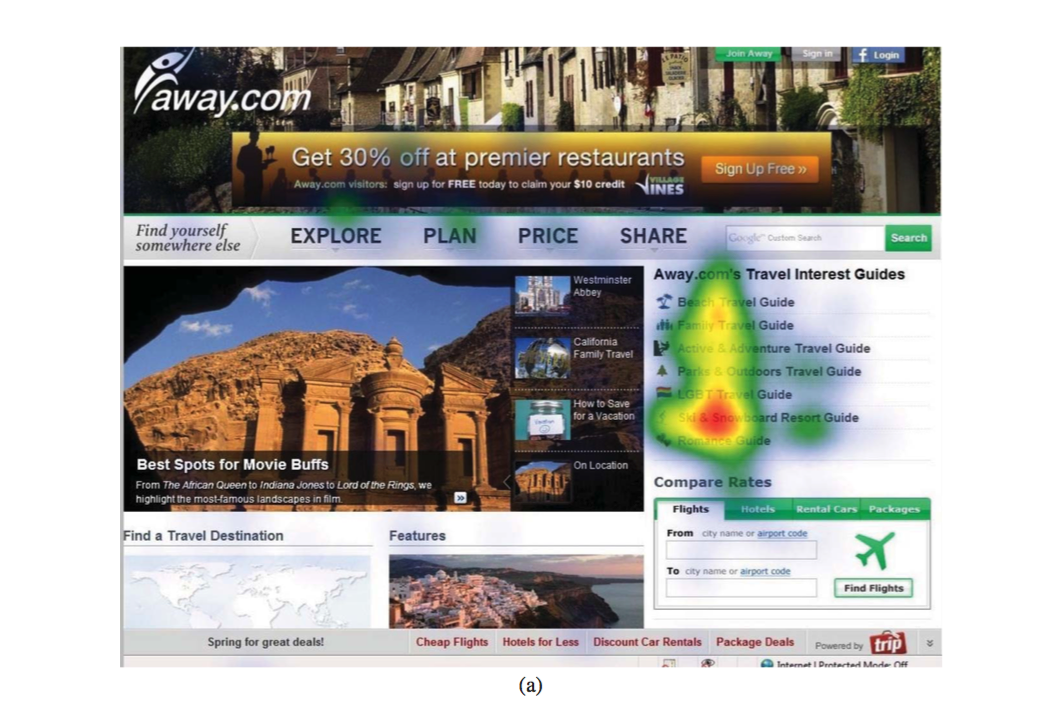 Join Away Sign in f Login
away.com
Get 30% off at premier restaurants
Away.com visitors: sign up for FREE today to claim your $10 credit
VILLAGE
VINES
Sign Up Free »
Find yourself
somewhere else
EXPLORE PLAN PRICE SHARE
Google™ Custom Search
Search
Westminster
Abbey
California
Family Travel
How to Save
for a Vacation
On Location
Best Spots for Movie Buffs
From The African Queen to Indiana Jones to Lord of the Rings, we
highlight the most-famous landscapes in film.
Away.com's Travel Interest Guides
Beach Travel Guide
Family Travel Guide
Active & Adventure Travel Guide
Parks & Outdoors Travel Guide
LGBT Travel Guide
Ski & Snowboard Resort Guide
Romance Guide
Compare Rates
Flights Hotels Rental Cars Packages
From city name or airport code
To city name or airport code
Find Flights
Find a Travel Destination
Features
Spring for great deals! Cheap Flights Hotels for Less Discount Car Rentals Package Deals Powered by trip
Internet | Protected Mode: Off
(a)